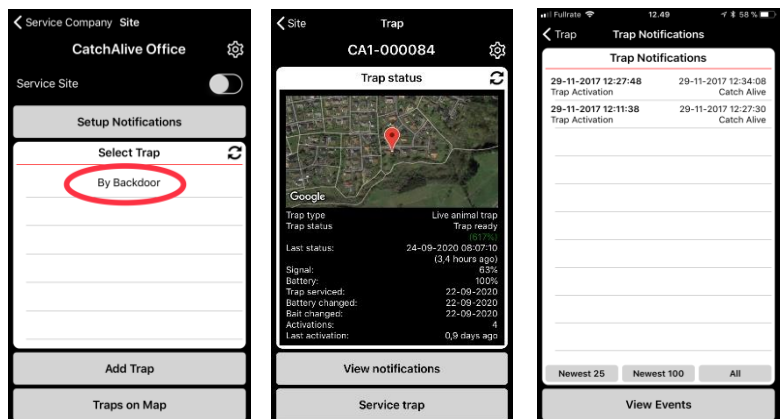 Service Company Site
CatchAlive Office
Service Site
Setup Notifications
Select Trap
By Backdoor
Add Trap
Traps on Map
Site Trap
CA1-000084
Trap status
Google
Trap type Live animal trap
Trap status Trap ready
(617%)
Last status: 24-09-2020 08:07:10
(3,4 hours ago)
Signal: 63%
Battery: 100%
Trap serviced: 22-09-2020
Battery changed: 22-09-2020
Bait changed: 22-09-2020
Activations: 4
Last activation: 0,9 days ago
View notifications
Service trap
Fullrate 12.49 58 %
Trap Trap Notifications
Trap Notifications
29-11-2017 12:27:48 29-11-2017 12:34:08
Trap Activation Catch Alive
29-11-2017 12:11:38 29-11-2017 12:27:30
Trap Activation Catch Alive
Newest 25 Newest 100 All
View Events